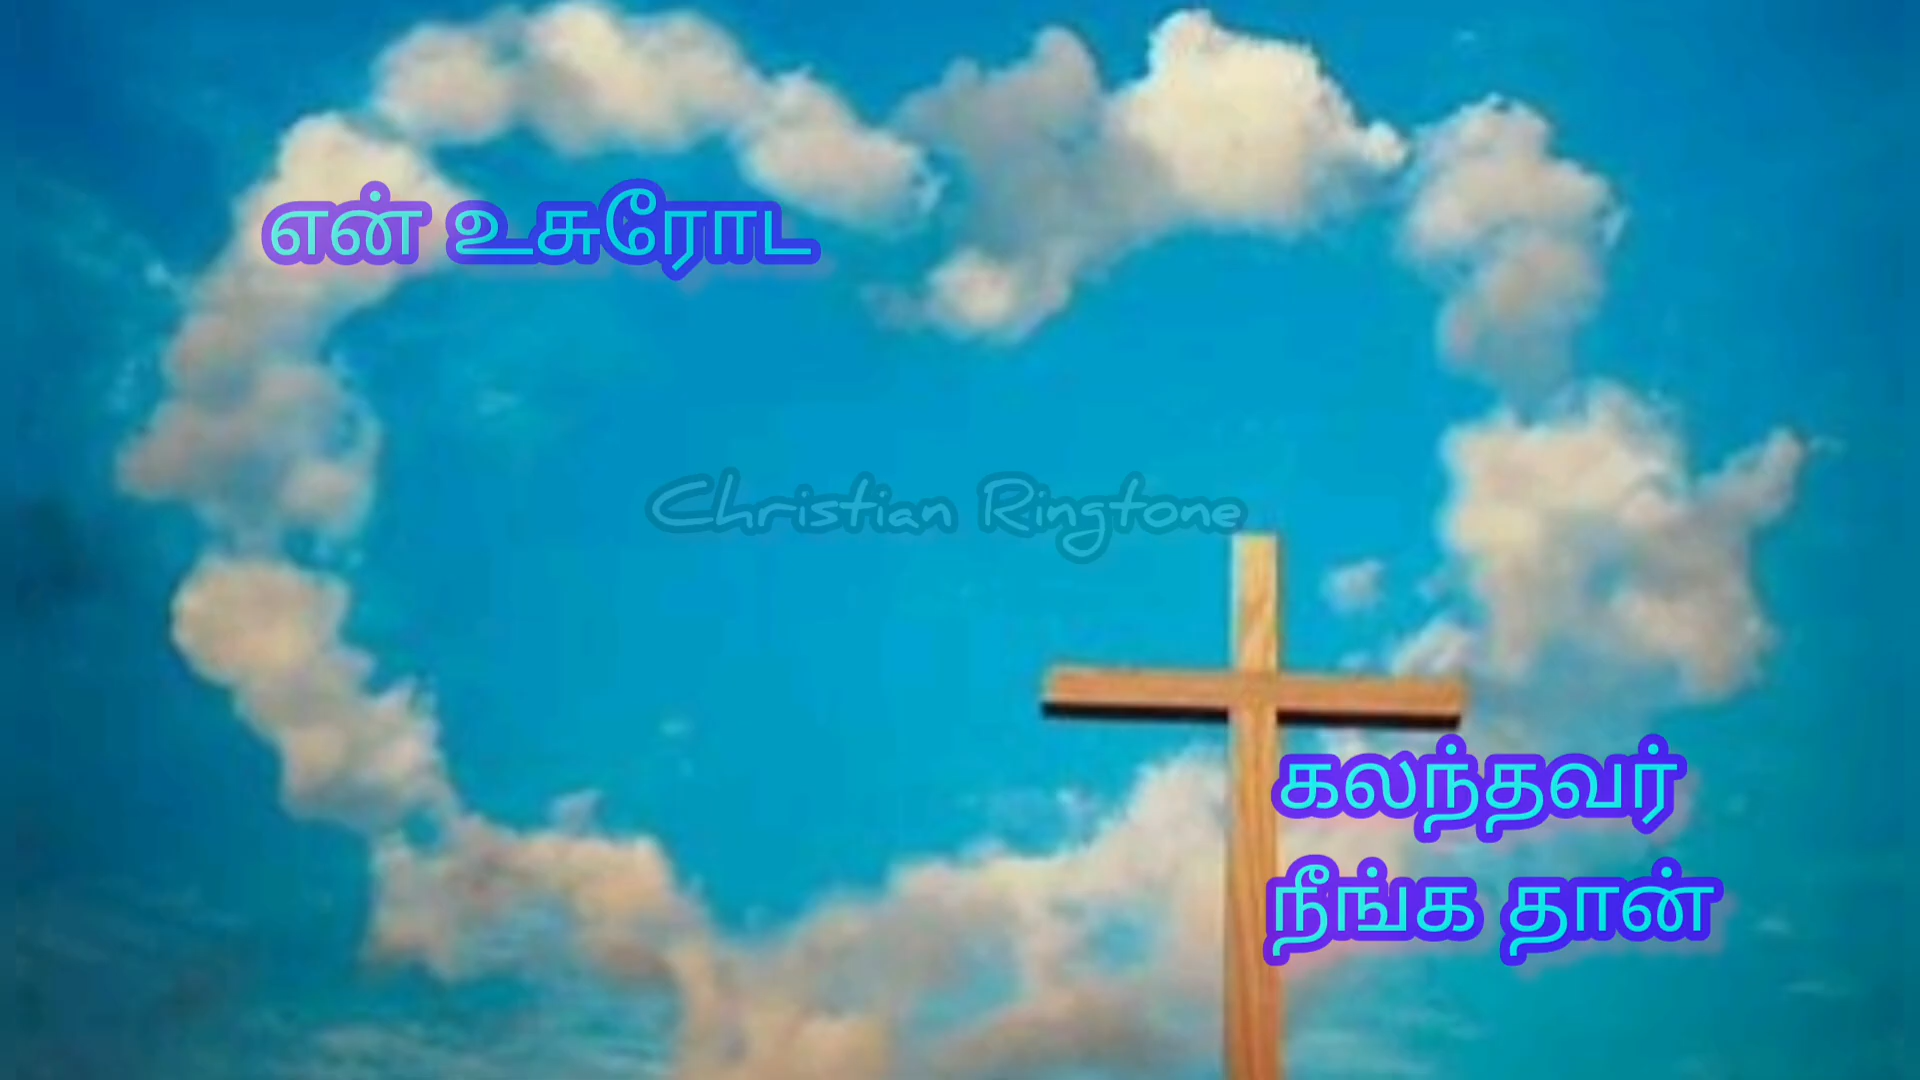 என் உசுரோட
Christian Ringtone
கலந்தவர்
நீங்க தான்